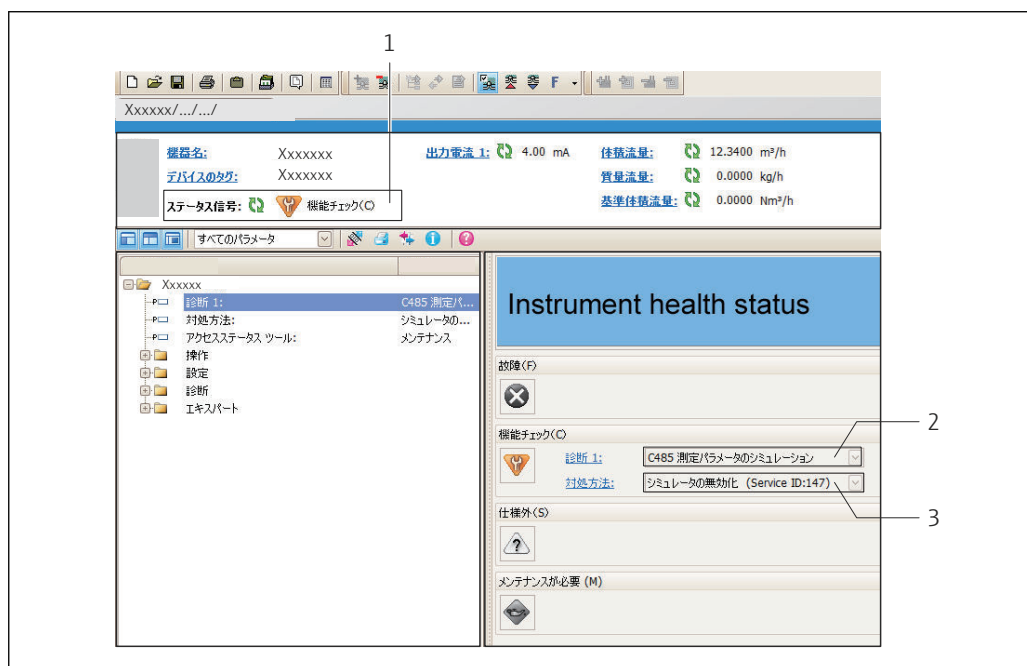 1
F
Xxxxxx/.../.../
機器名: Xxxxxxx 出力電流 1: 4.00 mA 体積流量: 12.3400 m³/h
デバイスのタグ: Xxxxxxx 質量流量: 0.0000 kg/h
ステータス信号: 機能チェック(C) 基準体積流量: 0.0000 Nm³/h
すべてのパラメータ
Xxxxxx
診断 1: C485 測定パ...
対処方法: シミュレータの...
アクセスステータス ツール: メンテナンス
操作
設定
診断
エキスパート
Instrument health status
故障(F)
機能チェック(C)
診断 1: C485 測定パラメータのシミュレーション
2
対処方法: シミュレータの無効化 (Service ID:147)
3
仕様外(S)
メンテナンスが必要 (M)